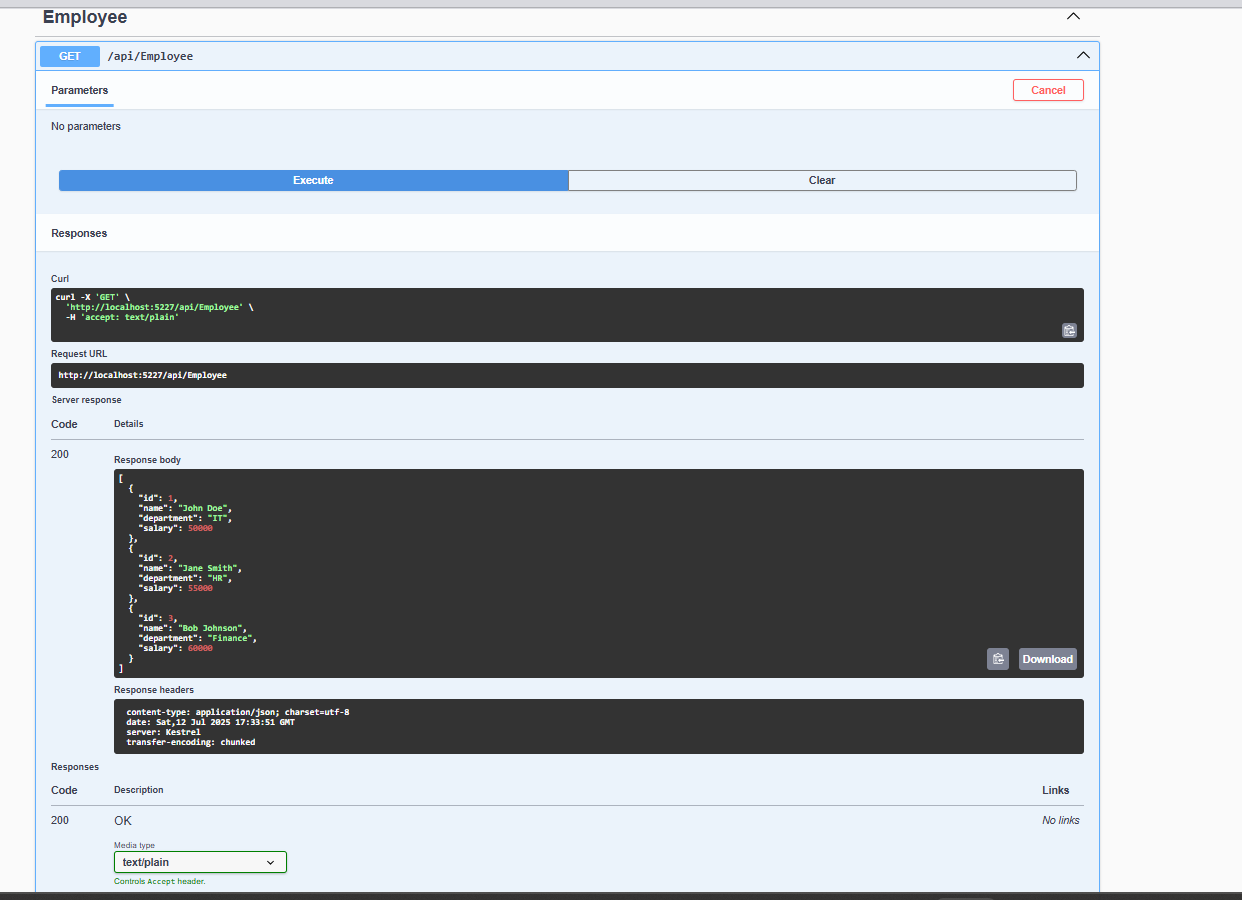 Employee
GET /api/Employee
Parameters Cancel
No parameters
Execute Clear
Responses
Curl
curl -X 'GET' \
'http://localhost:5227/api/Employee' \
-H 'accept: text/plain'
Request URL
http://localhost:5227/api/Employee
Server response
Code Details
200
Response body
[
{
"id": 1,
"name": "John Doe",
"department": "IT",
"salary": 50000
},
{
"id": 2,
"name": "Jane Smith",
"department": "HR",
"salary": 55000
},
{
"id": 3,
"name": "Bob Johnson",
"department": "Finance",
"salary": 60000
}
]
Download
Response headers
content-type: application/json; charset=utf-8
date: Sat,12 Jul 2025 17:33:51 GMT
server: Kestrel
transfer-encoding: chunked
Responses
Code Description Links
200 OK No links
Media type
text/plain
Controls Accept header.